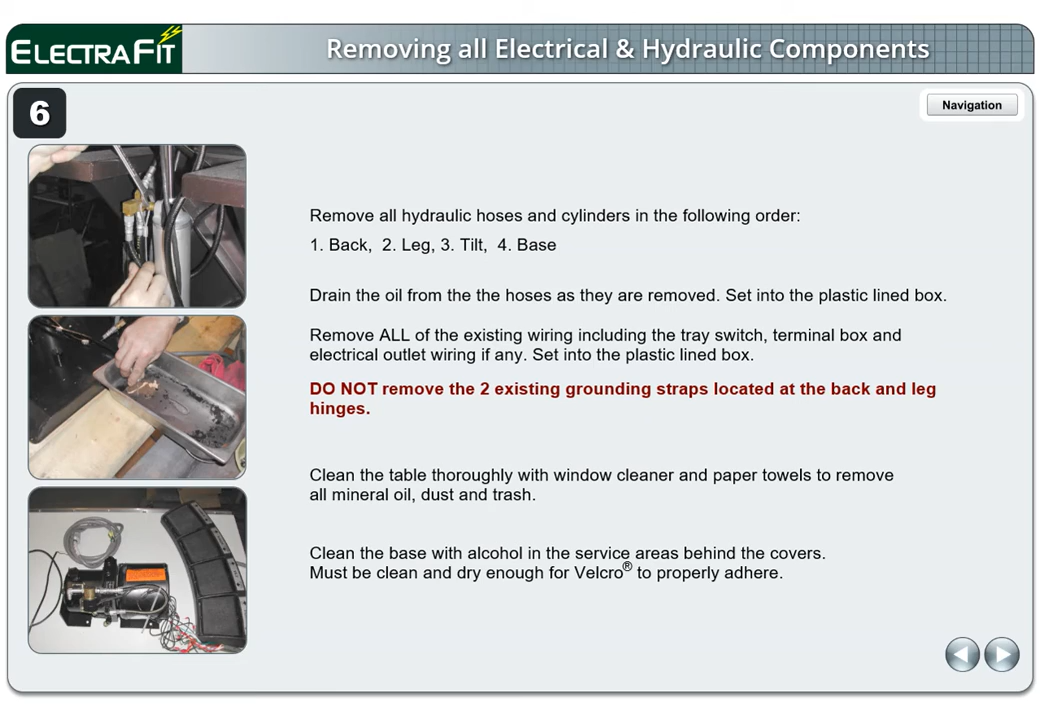 ELECTRAFIT
Removing all Electrical & Hydraulic Components
6
Navigation
Remove all hydraulic hoses and cylinders in the following order:
1. Back,  2. Leg, 3. Tilt,  4. Base
Drain the oil from the the hoses as they are removed. Set into the plastic lined box.
Remove ALL of the existing wiring including the tray switch, terminal box and
electrical outlet wiring if any. Set into the plastic lined box.
DO NOT remove the 2 existing grounding straps located at the back and leg
hinges.
Clean the table thoroughly with window cleaner and paper towels to remove
all mineral oil, dust and trash.
Clean the base with alcohol in the service areas behind the covers.
Must be clean and dry enough for Velcro® to properly adhere.